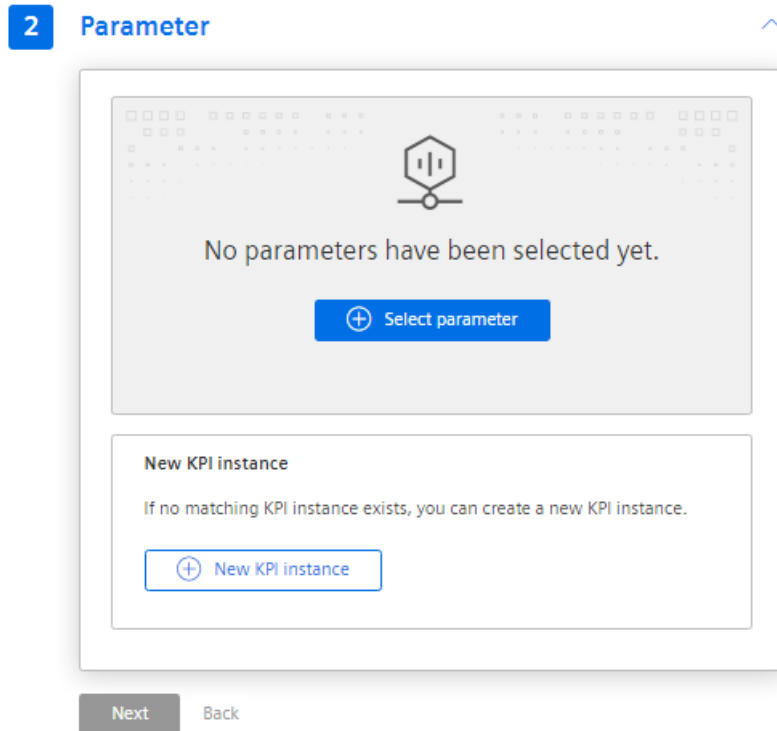 2 Parameter
No parameters have been selected yet.
Select parameter
New KPI instance
If no matching KPI instance exists, you can create a new KPI instance.
New KPI instance
Next Back